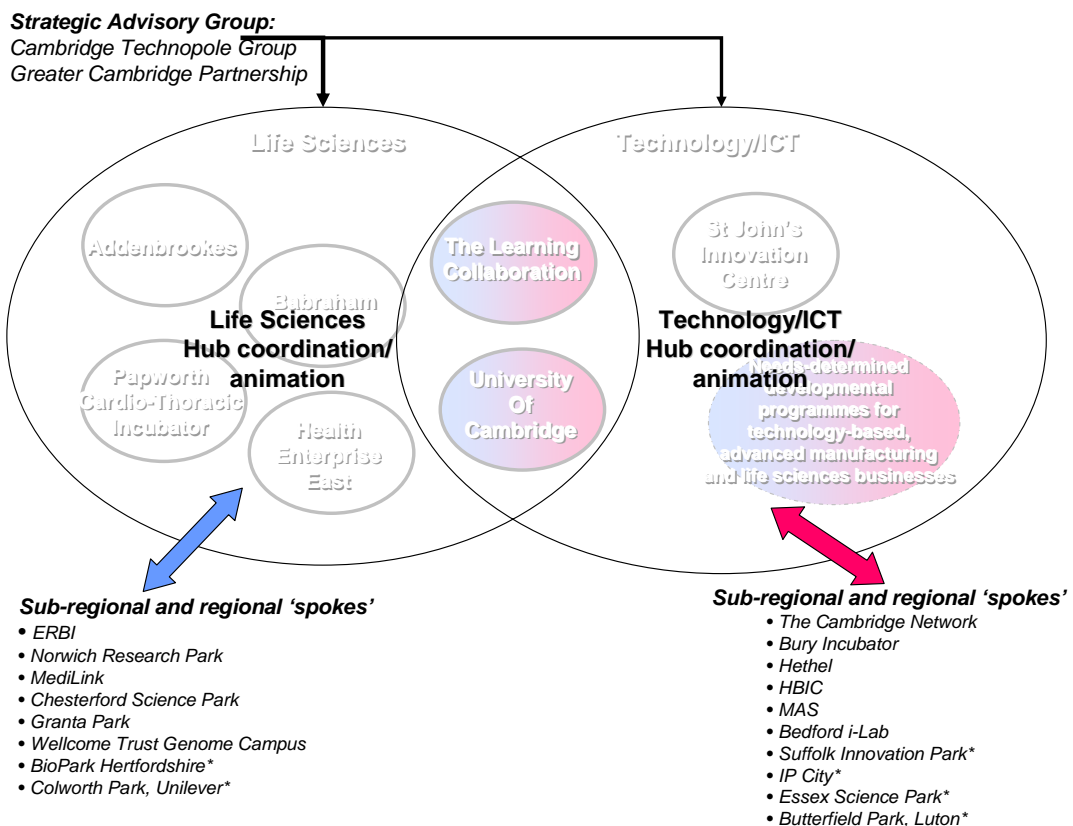 Strategic Advisory Group:
Cambridge Technopole Group
Greater Cambridge Partnership
Life Sciences
Technology/ICT
Addenbrookes
Babraham
Papworth
Cardio-Thoracic
Incubator
Health
Enterprise
East
Life Sciences
Hub coordination/
animation
The Learning
Collaboration
University
Of
Cambridge
St John's
Innovation
Centre
Technology/ICT
Hub coordination/
animation
Needs-determined
developmental
programmes for
technology-based,
advanced manufacturing
and life sciences businesses
Sub-regional and regional ‘spokes’
• ERBI
• Norwich Research Park
• MediLink
• Chesterford Science Park
• Granta Park
• Wellcome Trust Genome Campus
• BioPark Hertfordshire*
• Colworth Park, Unilever*
Sub-regional and regional ‘spokes’
• The Cambridge Network
• Bury Incubator
• Hethel
• HBIC
• MAS
• Bedford i-Lab
• Suffolk Innovation Park*
• IP City*
• Essex Science Park*
• Butterfield Park, Luton*